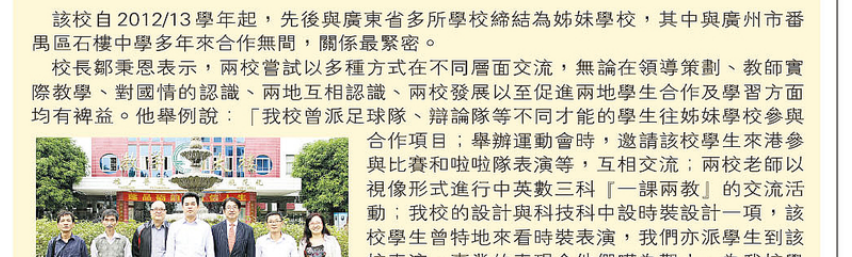 該校自2012/13學年起，先後與廣東省多所學校締結為姊妹學校，其中與廣州市番
禺區石樓中學多年來合作無間，關係最緊密。
校長鄒秉恩表示，兩校嘗試以多種方式在不同層面交流，無論在領導策劃、教師實
際教學、對國情的認識、兩地互相認識、兩校發展以至促進兩地學生合作及學習方面
均有裨益。他舉例說：「我校曾派足球隊、辯論隊等不同才能的學生往姊妹學校參與
合作項目；舉辦運動會時，邀請該校學生來港參
與比賽和啦啦隊表演等，互相交流；兩校老師以
視像形式進行中英數三科『一課兩教』的交流活
動；我校的設計與科技科中設時裝設計一項，該
校學生曾特地來看時裝表演，我們亦派學生到該